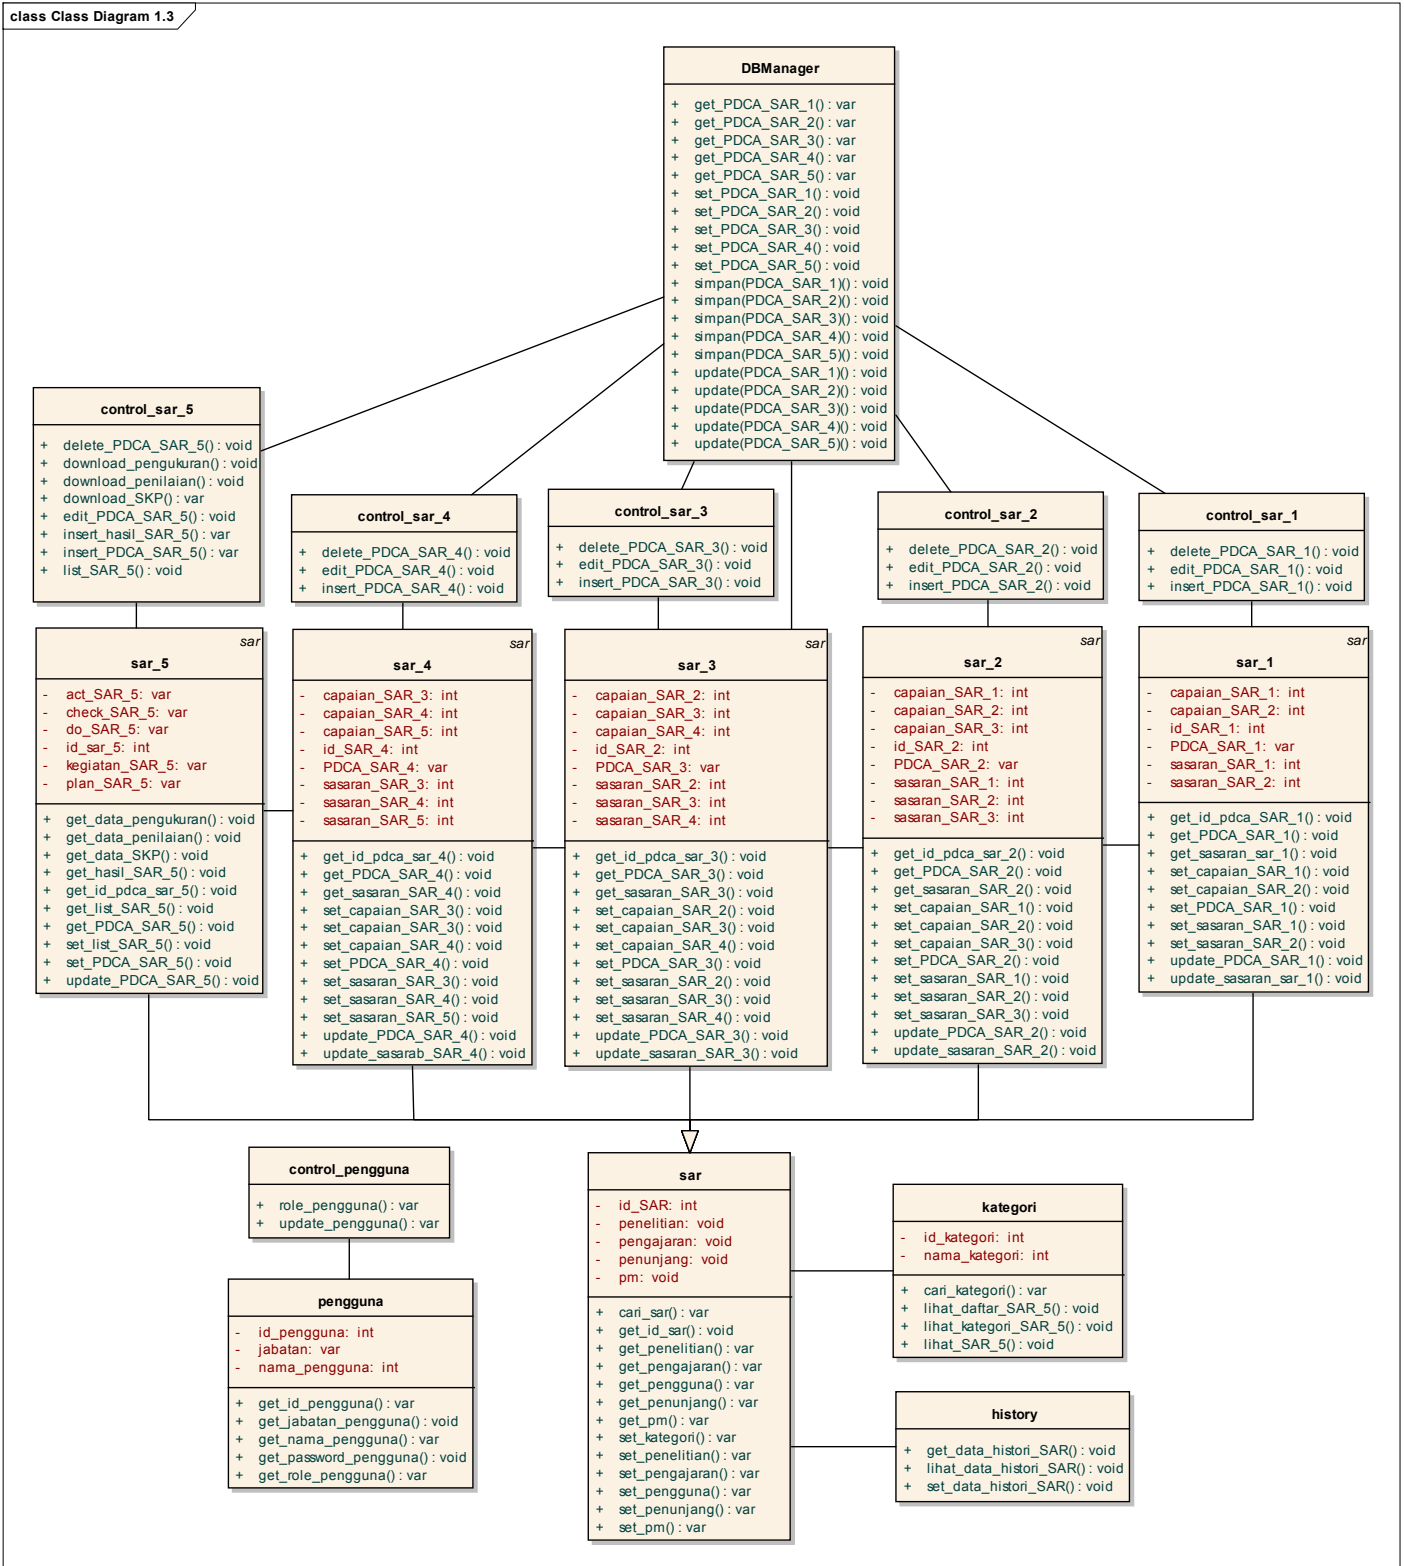 class Class Diagram 1.3
DBManager
+ get_PDCA_SAR_1() : var
+ get_PDCA_SAR_2() : var
+ get_PDCA_SAR_3() : var
+ get_PDCA_SAR_4() : var
+ get_PDCA_SAR_5() : var
+ set_PDCA_SAR_1() : void
+ set_PDCA_SAR_2() : void
+ set_PDCA_SAR_3() : void
+ set_PDCA_SAR_4() : void
+ set_PDCA_SAR_5() : void
+ simpan(PDCA_SAR_1)() : void
+ simpan(PDCA_SAR_2)() : void
+ simpan(PDCA_SAR_3)() : void
+ simpan(PDCA_SAR_4)() : void
+ simpan(PDCA_SAR_5)() : void
+ update(PDCA_SAR_1)() : void
+ update(PDCA_SAR_2)() : void
+ update(PDCA_SAR_3)() : void
+ update(PDCA_SAR_4)() : void
+ update(PDCA_SAR_5)() : void
control_sar_5
+ delete_PDCA_SAR_5() : void
+ download_pengukuran() : void
+ download_penilaian() : void
+ download_SKP() : var
+ edit_PDCA_SAR_5() : void
+ insert_hasil_SAR_5() : var
+ insert_PDCA_SAR_5() : var
+ list_SAR_5() : void
control_sar_4
+ delete_PDCA_SAR_4() : void
+ edit_PDCA_SAR_4() : void
+ insert_PDCA_SAR_4() : void
control_sar_3
+ delete_PDCA_SAR_3() : void
+ edit_PDCA_SAR_3() : void
+ insert_PDCA_SAR_3() : void
control_sar_2
+ delete_PDCA_SAR_2() : void
+ edit_PDCA_SAR_2() : void
+ insert_PDCA_SAR_2() : void
control_sar_1
+ delete_PDCA_SAR_1() : void
+ edit_PDCA_SAR_1() : void
+ insert_PDCA_SAR_1() : void
sar
sar_5
- act_SAR_5: var
- check_SAR_5: var
- do_SAR_5: var
- id_sar_5: int
- kegiatan_SAR_5: var
- plan_SAR_5: var
+ get_data_pengukuran() : void
+ get_data_penilaian() : void
+ get_data_SKP() : void
+ get_hasil_SAR_5() : void
+ get_id_pdca_sar_5() : void
+ get_list_SAR_5() : void
+ get_PDCA_SAR_5() : void
+ set_list_SAR_5() : void
+ set_PDCA_SAR_5() : void
+ update_PDCA_SAR_5() : void
sar
sar_4
- capaian_SAR_3: int
- capaian_SAR_4: int
- capaian_SAR_5: int
- id_SAR_4: int
- PDCA_SAR_4: var
- sasaran_SAR_3: int
- sasaran_SAR_4: int
- sasaran_SAR_5: int
+ get_id_pdca_sar_4() : void
+ get_PDCA_SAR_4() : void
+ get_sasaran_SAR_4() : void
+ set_capaian_SAR_3() : void
+ set_capaian_SAR_3() : void
+ set_capaian_SAR_4() : void
+ set_PDCA_SAR_4() : void
+ set_sasaran_SAR_3() : void
+ set_sasaran_SAR_4() : void
+ set_sasaran_SAR_5() : void
+ update_PDCA_SAR_4() : void
+ update_sasarab_SAR_4() : void
sar
sar_3
- capaian_SAR_2: int
- capaian_SAR_3: int
- capaian_SAR_4: int
- id_SAR_2: int
- PDCA_SAR_3: var
- sasaran_SAR_2: int
- sasaran_SAR_3: int
- sasaran_SAR_4: int
+ get_id_pdca_sar_3() : void
+ get_PDCA_SAR_3() : void
+ get_sasaran_SAR_3() : void
+ set_capaian_SAR_2() : void
+ set_capaian_SAR_3() : void
+ set_capaian_SAR_4() : void
+ set_PDCA_SAR_3() : void
+ set_sasaran_SAR_2() : void
+ set_sasaran_SAR_3() : void
+ set_sasaran_SAR_4() : void
+ update_PDCA_SAR_3() : void
+ update_sasaran_SAR_3() : void
sar
sar_2
- capaian_SAR_1: int
- capaian_SAR_2: int
- capaian_SAR_3: int
- id_SAR_2: int
- PDCA_SAR_2: var
- sasaran_SAR_1: int
- sasaran_SAR_2: int
- sasaran_SAR_3: int
+ get_id_pdca_sar_2() : void
+ get_PDCA_SAR_2() : void
+ get_sasaran_SAR_2() : void
+ set_capaian_SAR_1() : void
+ set_capaian_SAR_2() : void
+ set_capaian_SAR_3() : void
+ set_PDCA_SAR_2() : void
+ set_sasaran_SAR_1() : void
+ set_sasaran_SAR_2() : void
+ set_sasaran_SAR_3() : void
+ update_PDCA_SAR_2() : void
+ update_sasaran_SAR_2() : void
sar
sar_1
- capaian_SAR_1: int
- capaian_SAR_2: int
- id_SAR_1: int
- PDCA_SAR_1: var
- sasaran_SAR_1: int
- sasaran_SAR_2: int
+ get_id_pdca_SAR_1() : void
+ get_PDCA_SAR_1() : void
+ get_sasaran_sar_1() : void
+ set_capaian_SAR_1() : void
+ set_capaian_SAR_2() : void
+ set_PDCA_SAR_1() : void
+ set_sasaran_SAR_1() : void
+ set_sasaran_SAR_2() : void
+ update_PDCA_SAR_1() : void
+ update_sasaran_sar_1() : void
control_pengguna
+ role_pengguna() : var
+ update_pengguna() : var
pengguna
- id_pengguna: int
- jabatan: var
- nama_pengguna: int
+ get_id_pengguna() : var
+ get_jabatan_pengguna() : void
+ get_nama_pengguna() : var
+ get_password_pengguna() : void
+ get_role_pengguna() : var
sar
- id_SAR: int
- penelitian: void
- pengajaran: void
- penunjang: void
- pm: void
+ cari_sar() : var
+ get_id_sar() : void
+ get_penelitian() : var
+ get_pengajaran() : var
+ get_pengguna() : var
+ get_penunjang() : var
+ get_pm() : var
+ set_kategori() : var
+ set_penelitian() : var
+ set_pengajaran() : var
+ set_pengguna() : var
+ set_penunjang() : var
+ set_pm() : var
kategori
- id_kategori: int
- nama_kategori: int
+ cari_kategori() : var
+ lihat_daftar_SAR_5() : void
+ lihat_kategori_SAR_5() : void
+ lihat_SAR_5() : void
history
+ get_data_histori_SAR() : void
+ lihat_data_histori_SAR() : void
+ set_data_histori_SAR() : void